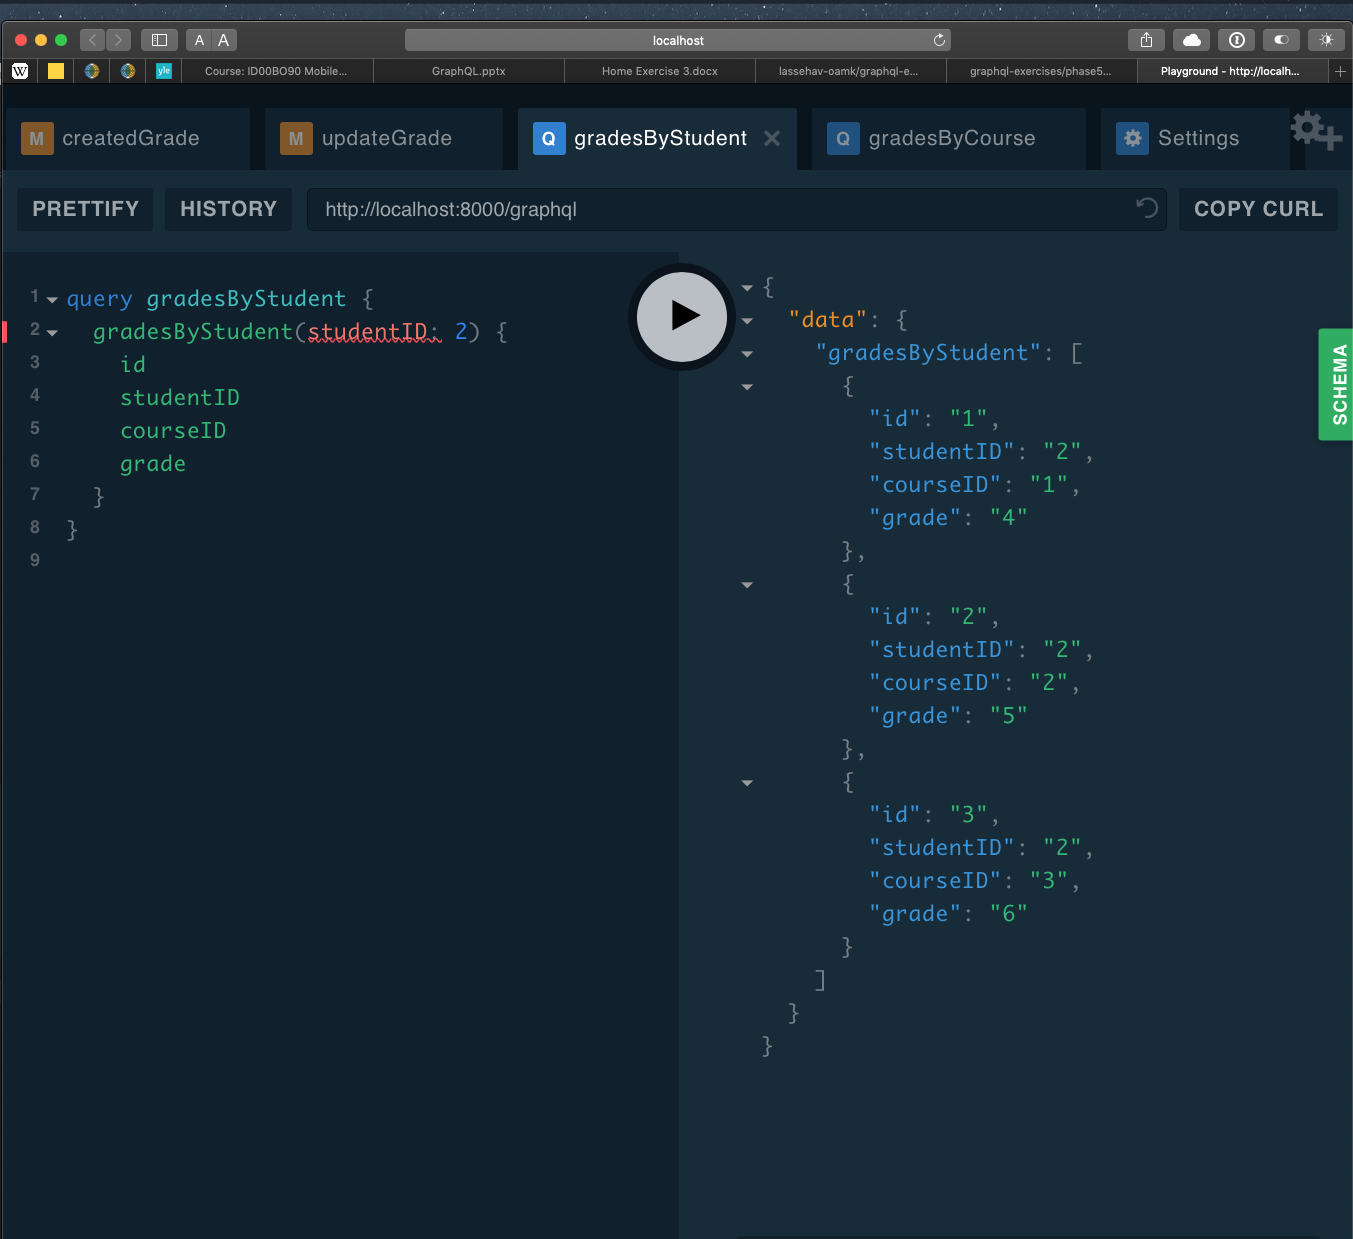 A A localhost
W yle Course: ID00BO90 Mobile... GraphQL.pptx Home Exercise 3.docx lassehav-oamk/graphql-e... graphql-exercises/phase5... Playground - http://localh...
M createdGrade M updateGrade Q gradesByStudent Q gradesByCourse Settings
PRETTIFY HISTORY http://localhost:8000/graphql COPY CURL
1 query gradesByStudent {
2 gradesByStudent(studentID: 2) {
3 id
4 studentID
5 courseID
6 grade
7 }
8 }
9
{
"data": {
"gradesByStudent": [
{
"id": "1",
"studentID": "2",
"courseID": "1",
"grade": "4"
},
{
"id": "2",
"studentID": "2",
"courseID": "2",
"grade": "5"
},
{
"id": "3",
"studentID": "2",
"courseID": "3",
"grade": "6"
}
]
}
}
SCHEMA